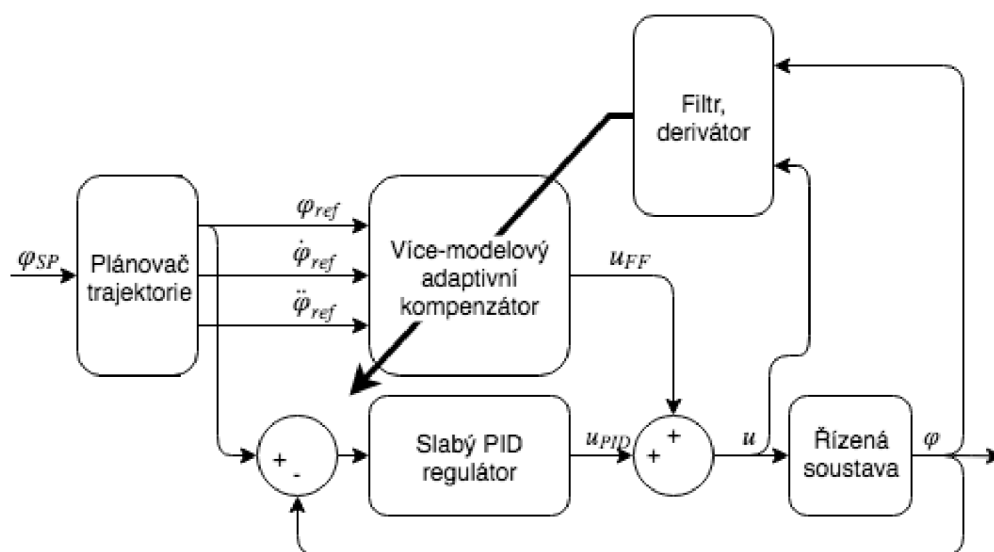 Filtr,
derivátor
φ_SP
Plánovač
trajektorie
φ_ref
φ̇_ref
φ̈_ref
Více-modelový
adaptivní
kompenzátor
u_FF
+
-
Slabý PID
regulátor
u_PID
+
+
u
Řízená
soustava
φ